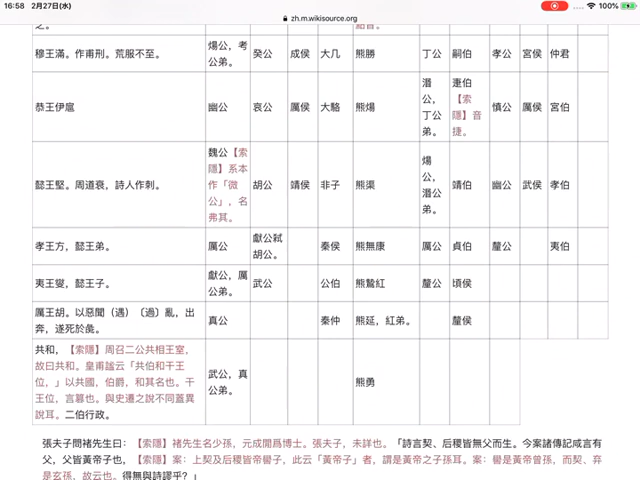 16:58 2月27日(水)
100%
zh.m.wikisource.org
穆王滿。作甫刑。荒服不至。
煬公，考
公弟。
癸公
成侯
大几
熊勝
丁公
嗣伯
孝公
宮侯
仲君
恭王伊扈
幽公
哀公
厲侯
大駱
熊煬
湣
公，
丁公
弟。
疌伯
【索
隱】音
捷。
慎公
厲侯
宮伯
懿王堅。周道衰，詩人作刺。
魏公【索
隱】系本
作「微
公」，名
弗其。
胡公
靖侯
非子
熊渠
煬
公，
湣公
弟。
靖伯
幽公
武侯
孝伯
孝王方，懿王弟。
厲公
獻公弒
胡公。
秦侯
熊無康
厲公
貞伯
釐公
夷伯
夷王燮，懿王子。
獻公，厲
公弟。
武公
公伯
熊鷙紅
釐公
頃侯
厲王胡。以惡聞（遇）〔過〕亂，出
奔，遂死於彘。
真公
秦仲
熊延，紅弟。
釐侯
共和，【索隱】周召二公共相王室，
故曰共和。皇甫謐云「共伯和干王
位，」以共國，伯爵，和其名也。干
王位，言篡也。與史遷之說不同蓋異
說耳。二伯行政。
武公，真
公弟。
熊勇
張夫子問褚先生曰：【索隱】褚先生名少孫，元成閒爲博士。張夫子，未詳也。「詩言契、后稷皆無父而生。今案諸傳記咸言有
父，父皆黃帝子也，【索隱】案：上契及后稷皆帝嚳子，此云「黃帝子」者，謂是黃帝之子孫耳。案：嚳是黃帝曾孫，而契、弃
是玄孫，故云也。得無與詩謬乎？」